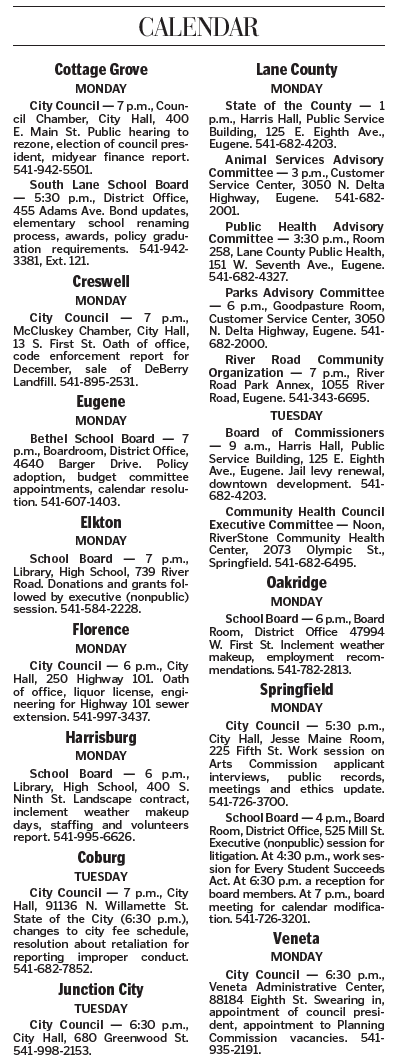 CALENDAR
Cottage Grove
MONDAY
City Council — 7 p.m., Coun-
cil Chamber, City Hall, 400
E. Main St. Public hearing to
rezone, election of council pres-
ident, midyear finance report.
541-942-5501.
South Lane School Board
— 5:30 p.m., District Office,
455 Adams Ave. Bond updates,
elementary school renaming
process, awards, policy gradu-
ation requirements. 541-942-
3381, Ext. 121.
Creswell
MONDAY
City Council — 7 p.m.,
McCluskey Chamber, City Hall,
13 S. First St. Oath of office,
code enforcement report for
December, sale of DeBerry
Landfill. 541-895-2531.
Eugene
MONDAY
Bethel School Board — 7
p.m., Boardroom, District Office,
4640 Barger Drive. Policy
adoption, budget committee
appointments, calendar resolu-
tion. 541-607-1403.
Elkton
MONDAY
School Board — 7 p.m.,
Library, High School, 739 River
Road. Donations and grants fol-
lowed by executive (nonpublic)
session. 541-584-2228.
Florence
MONDAY
City Council — 6 p.m., City
Hall, 250 Highway 101. Oath
of office, liquor license, engi-
neering for Highway 101 sewer
extension. 541-997-3437.
Harrisburg
MONDAY
School Board — 6 p.m.,
Library, High School, 400 S.
Ninth St. Landscape contract,
inclement weather makeup
days, staffing and volunteers
report. 541-995-6626.
Coburg
TUESDAY
City Council — 7 p.m., City
Hall, 91136 N. Willamette St.
State of the City (6:30 p.m.),
changes to city fee schedule,
resolution about retaliation for
reporting improper conduct.
541-682-7852.
Junction City
TUESDAY
City Council — 6:30 p.m.,
City Hall, 680 Greenwood St.
541-998-2153.
Lane County
MONDAY
State of the County — 1
p.m., Harris Hall, Public Service
Building, 125 E. Eighth Ave.,
Eugene. 541-682-4203.
Animal Services Advisory
Committee — 3 p.m., Customer
Service Center, 3050 N. Delta
Highway, Eugene. 541-682-
2001.
Public Health Advisory
Committee — 3:30 p.m., Room
258, Lane County Public Health,
151 W. Seventh Ave., Eugene.
541-682-4327.
Parks Advisory Committee
— 6 p.m., Goodpasture Room,
Customer Service Center, 3050
N. Delta Highway, Eugene. 541-
682-2000.
River Road Community
Organization — 7 p.m., River
Road Park Annex, 1055 River
Road, Eugene. 541-343-6695.
TUESDAY
Board of Commissioners
— 9 a.m., Harris Hall, Public
Service Building, 125 E. Eighth
Ave., Eugene. Jail levy renewal,
downtown development. 541-
682-4203.
Community Health Council
Executive Committee — Noon,
RiverStone Community Health
Center, 2073 Olympic St.,
Springfield. 541-682-6495.
Oakridge
MONDAY
School Board — 6 p.m., Board
Room, District Office 47994
W. First St. Inclement weather
makeup, employment recom-
mendations. 541-782-2813.
Springfield
MONDAY
City Council — 5:30 p.m.,
City Hall, Jesse Maine Room,
225 Fifth St. Work session on
Arts Commission applicant
interviews, public records,
meetings and ethics update.
541-726-3700.
School Board — 4 p.m., Board
Room, District Office, 525 Mill St.
Executive (nonpublic) session for
litigation. At 4:30 p.m., work ses-
sion for Every Student Succeeds
Act. At 6:30 p.m. a reception for
board members. At 7 p.m., board
meeting for calendar modifica-
tion. 541-726-3201.
Veneta
MONDAY
City Council — 6:30 p.m.,
Veneta Administrative Center,
88184 Eighth St. Swearing in,
appointment of council presi-
dent, appointment to Planning
Commission vacancies. 541-
935-2191.